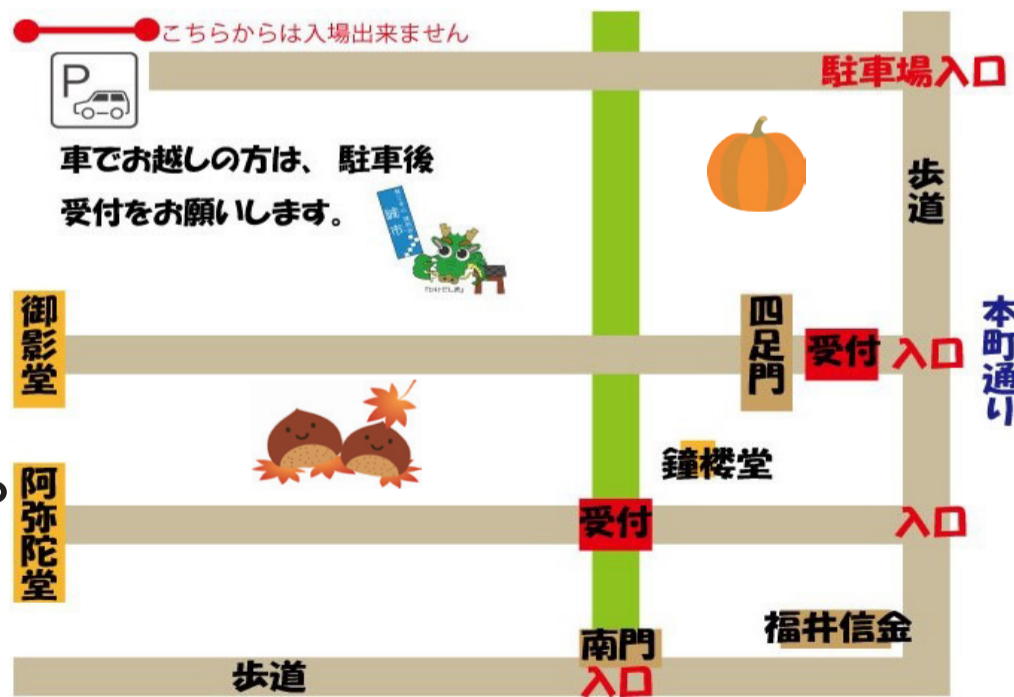 こちらからは入場出来ません
P
駐車場入口
車でお越しの方は、駐車後
受付をお願いします。
誠市
歩道
御影堂
四足門
受付
入口
本町通り
鐘楼堂
阿弥陀堂
受付
入口
福井信金
南門
入口
歩道